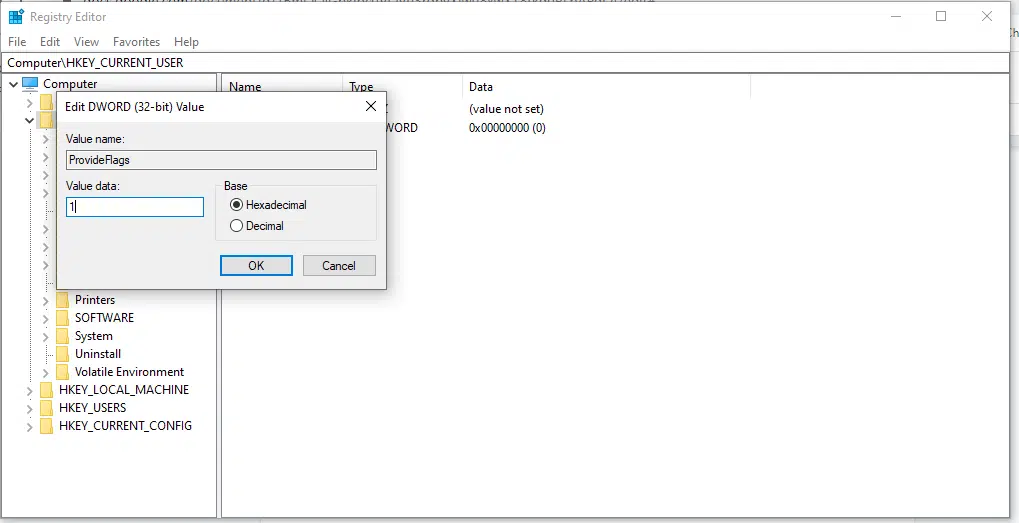 Registry Editor
File Edit View Favorites Help
Computer\HKEY_CURRENT_USER
Computer
Name Type Data
(value not set)
0x00000000 (0)
Edit DWORD (32-bit) Value
Value name:
ProvideFlags
Value data:
1
Base
Hexadecimal
Decimal
OK Cancel
Printers
SOFTWARE
System
Uninstall
Volatile Environment
HKEY_LOCAL_MACHINE
HKEY_USERS
HKEY_CURRENT_CONFIG